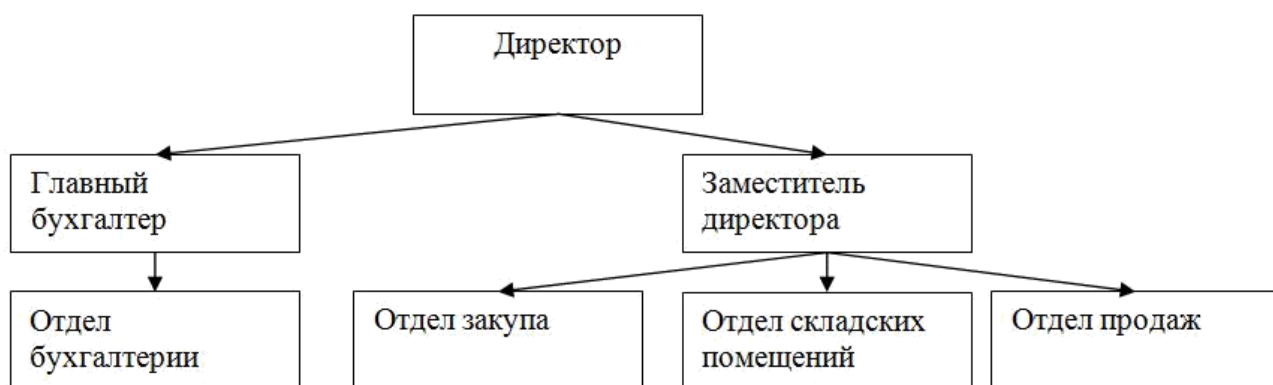 Директор
Главный
бухгалтер
Заместитель
директора
Отдел
бухгалтерии
Отдел закупа
Отдел складских
помещений
Отдел продаж